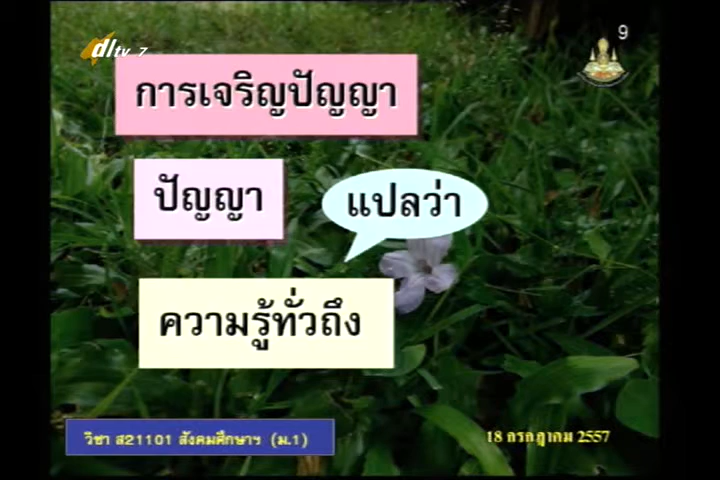 dltv 7
9
การเจริญปัญญา
ปัญญา
แปลว่า
ความรู้ทั่วถึง
วิชา ส21101 สังคมศึกษาฯ (ม.1)
18 กรกฎาคม 2557